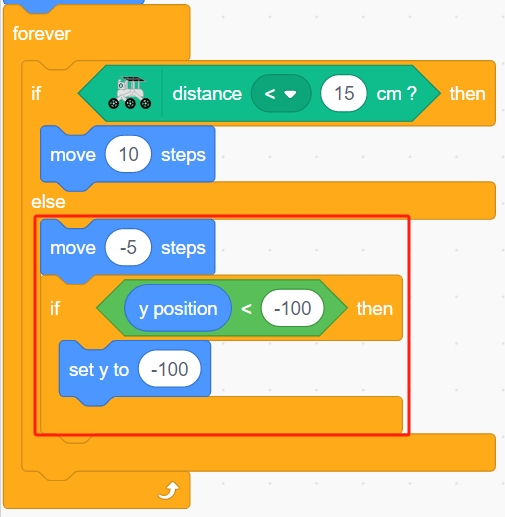 forever
if distance < 15 cm ? then
move 10 steps
else
move -5 steps
if y position < -100 then
set y to -100